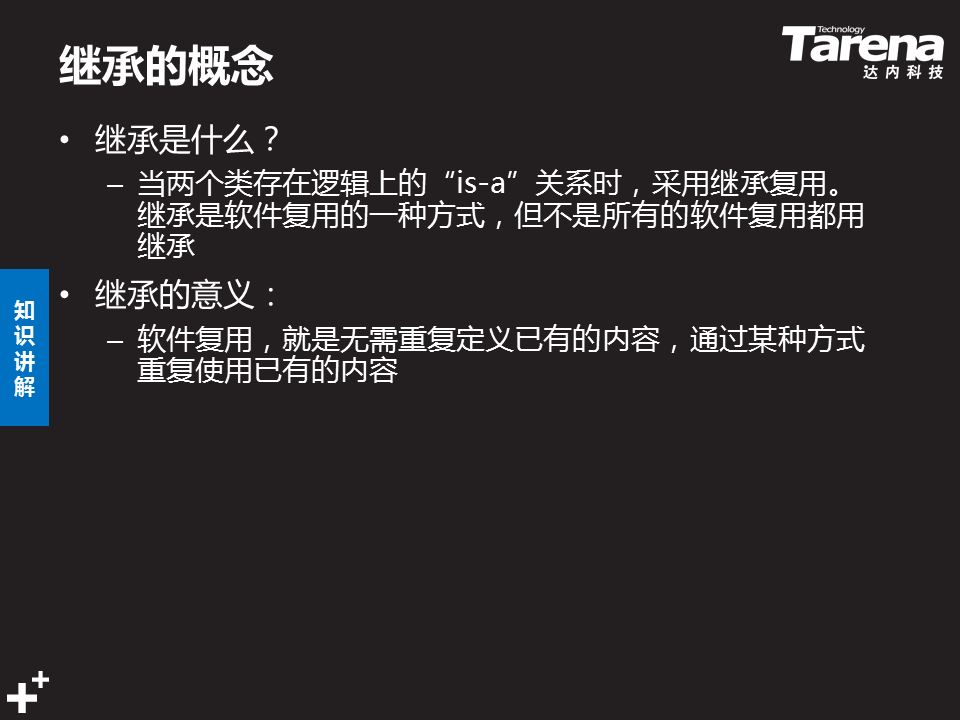 继承的概念
Technology
Tarena
达内科技
• 继承是什么？
– 当两个类存在逻辑上的“is-a”关系时，采用继承复用。
继承是软件复用的一种方式，但不是所有的软件复用都用
继承
知识讲解
• 继承的意义：
– 软件复用，就是无需重复定义已有的内容，通过某种方式
重复使用已有的内容